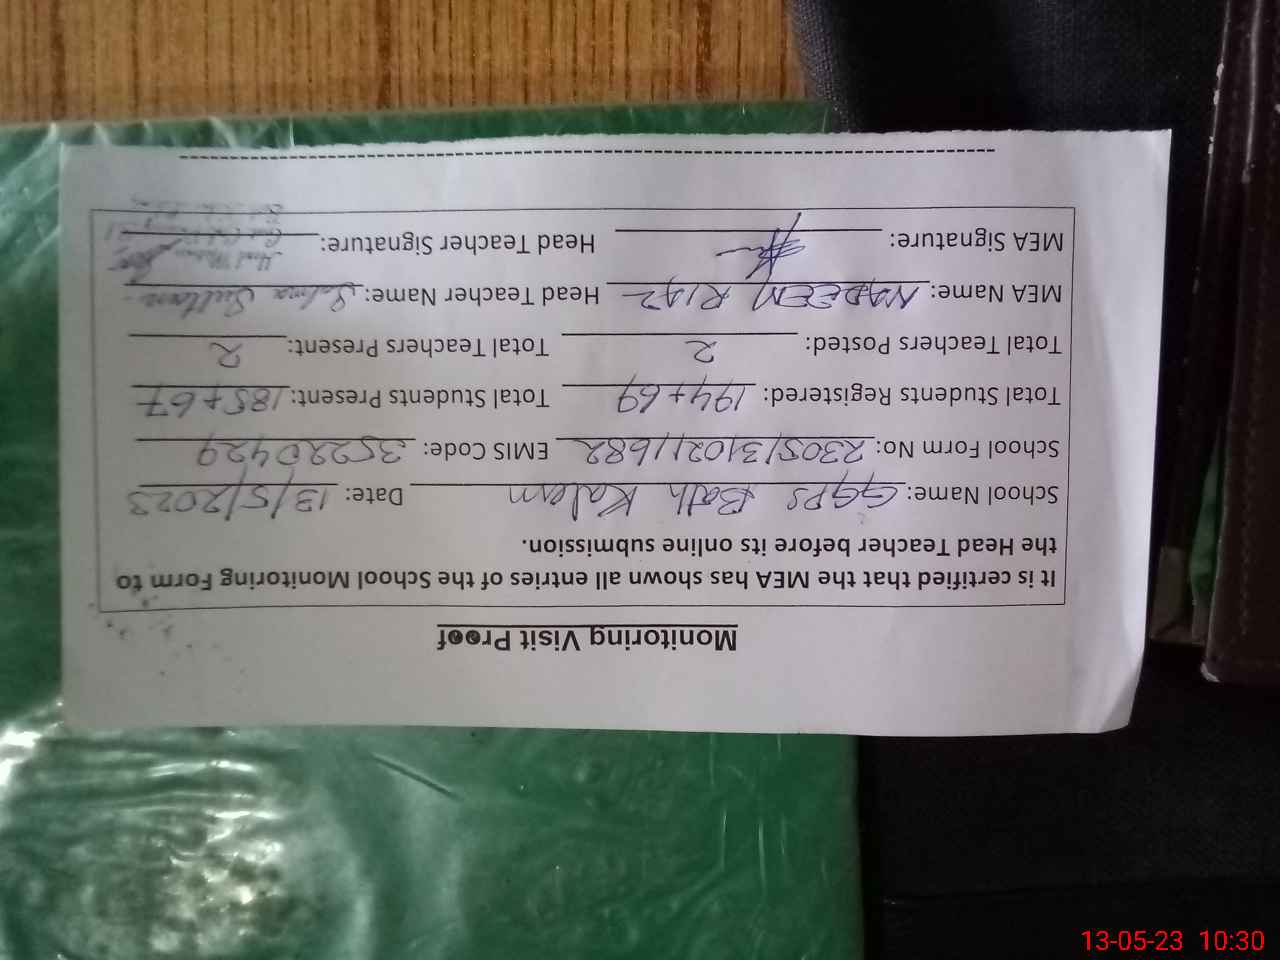 Monitoring Visit Proof
It is certified that the MEA has shown all entries of the School Monitoring Form to
the Head Teacher before its online submission.
School Name: GGPS Bath Kalan Date: 13/5/2023
School Form No: 2305/31021/682 EMIS Code: 35220429
Total Students Registered: 194+69 Total Students Present: 185+67
Total Teachers Posted: 2 Total Teachers Present: 2
MEA Name: NADEEM RIAZ Head Teacher Name: Salma Sultana
MEA Signature: Head Teacher Signature:
13-05-23 10:30